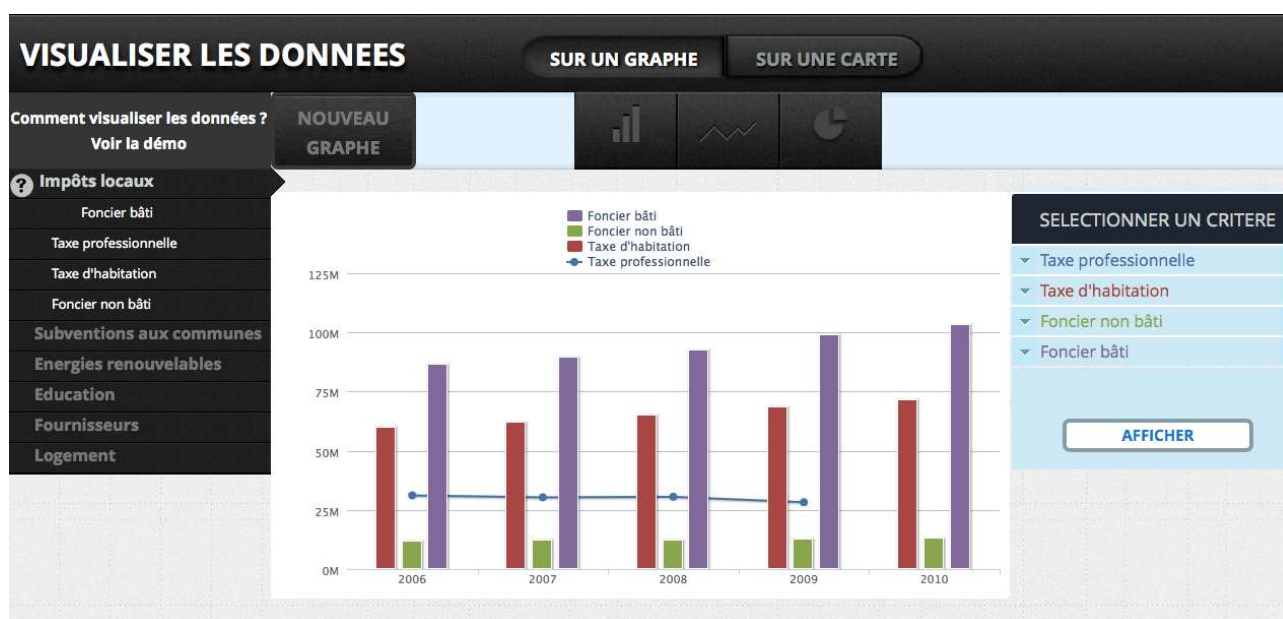 VISUALISER LES DONNEES
SUR UN GRAPHE
SUR UNE CARTE
Comment visualiser les données ?
Voir la démo
NOUVEAU
GRAPHE
? Impôts locaux
Foncier bâti
Taxe professionnelle
Taxe d'habitation
Foncier non bâti
Subventions aux communes
Energies renouvelables
Education
Fournisseurs
Logement
Foncier bâti
Foncier non bâti
Taxe d'habitation
Taxe professionnelle
125M
100M
75M
50M
25M
0M
2006 2007 2008 2009 2010
SELECTIONNER UN CRITERE
Taxe professionnelle
Taxe d'habitation
Foncier non bâti
Foncier bâti
AFFICHER